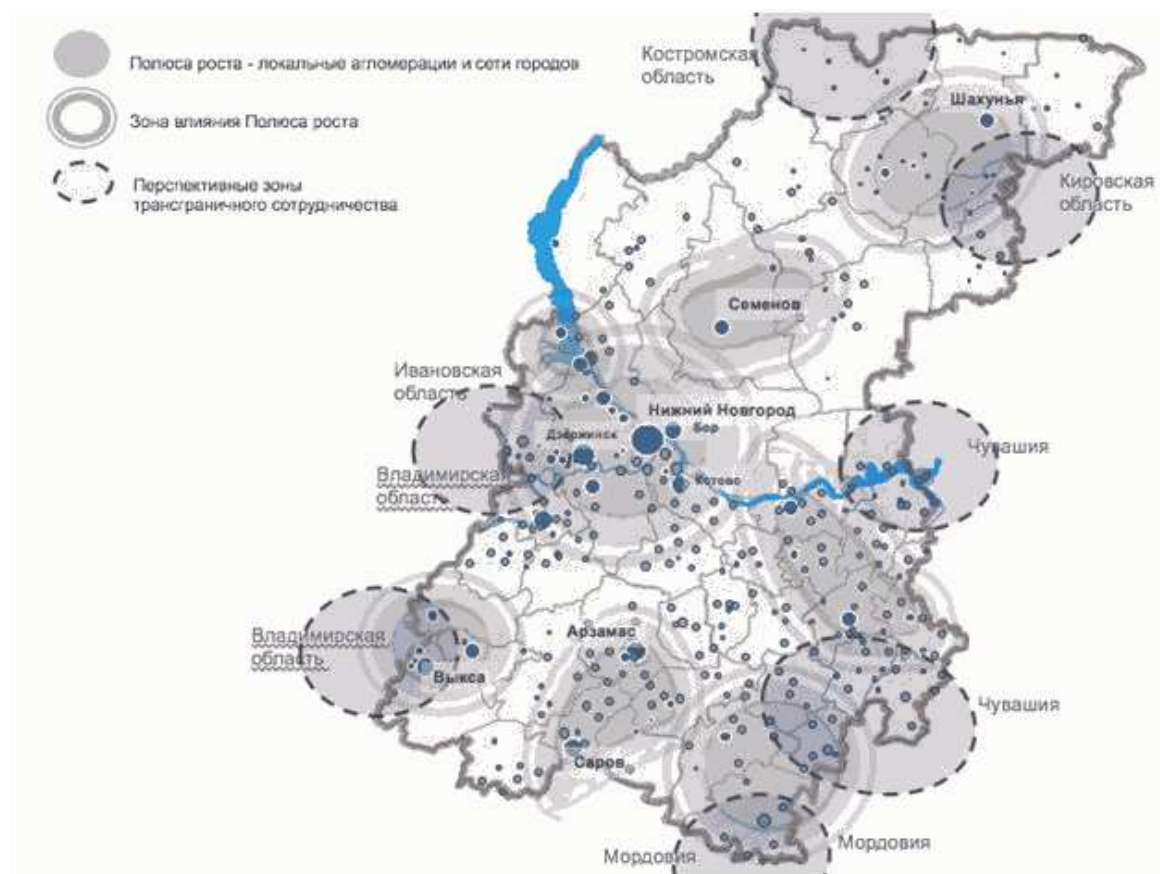 Полюса роста - локальные агломерации и сети городов
Зона влияния Полюса роста
Перспективные зоны
трансграничного сотрудничества
Костромская
область
Шахунья
Кировская
область
Семенов
Ивановская
область
Нижний Новгород
Бор
Дзержинск
Чувашия
Владимирская
область
Кстово
Владимирская
область
Арзамас
Выкса
Чувашия
Саров
Мордовия
Мордовия